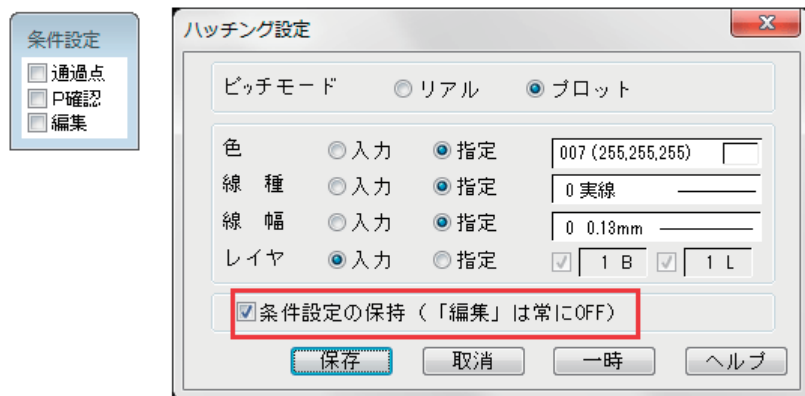 条件設定
通過点
P確認
編集
ハッチング設定
ピッチモード リアル プロット
色 入力 指定 007 (255,255,255)
線 種 入力 指定 0 実線
線 幅 入力 指定 0 0.13mm
レイヤ 入力 指定 1 B 1 L
条件設定の保持(「編集」は常にOFF)
保存 取消 一時 ヘルプ